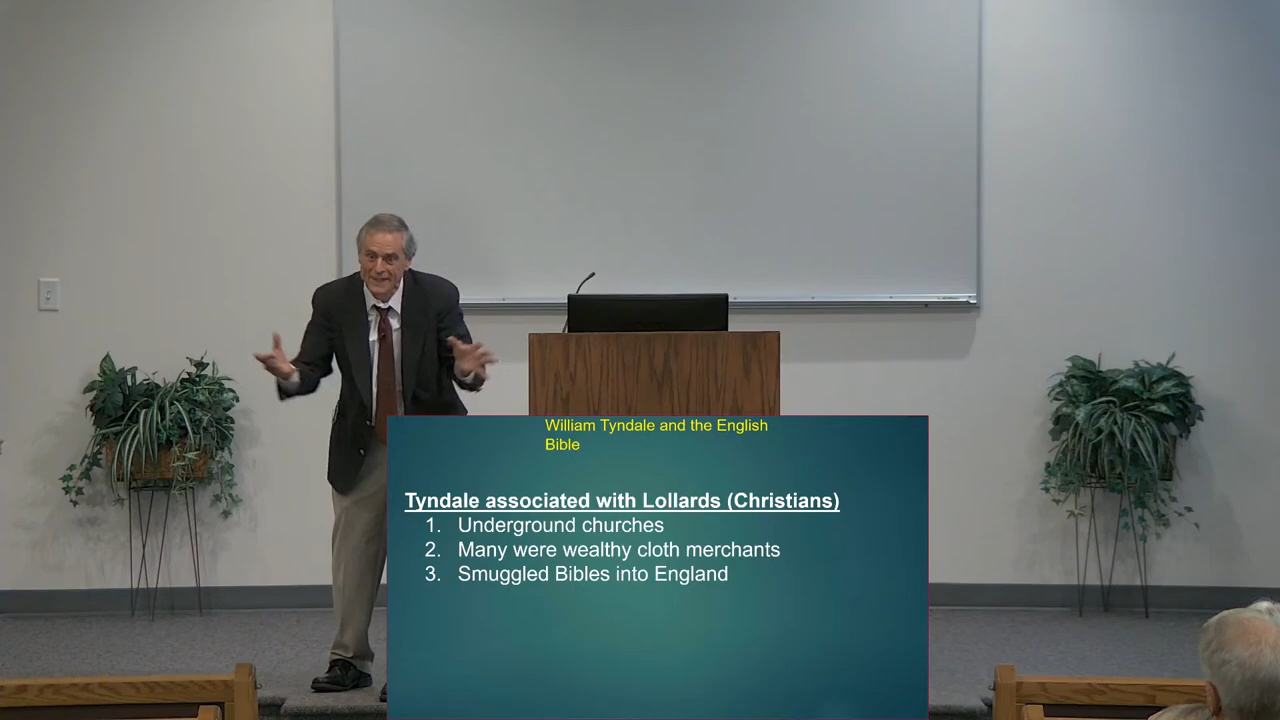 William Tyndale and the English
Bible
Tyndale associated with Lollards (Christians)
1. Underground churches
2. Many were wealthy cloth merchants
3. Smuggled Bibles into England